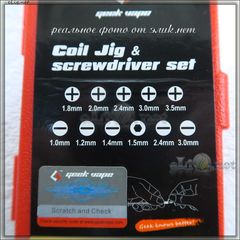 geek vape
реальное фото от элик.нет
Coil Jig &
screwdriver set
1.8mm 2.0mm 2.4mm 3.0mm 3.5mm
1.0mm 1.2mm 1.4mm 1.5mm 2.4mm 3.0mm
geek vape
Scratch and Check
Geek knows better!